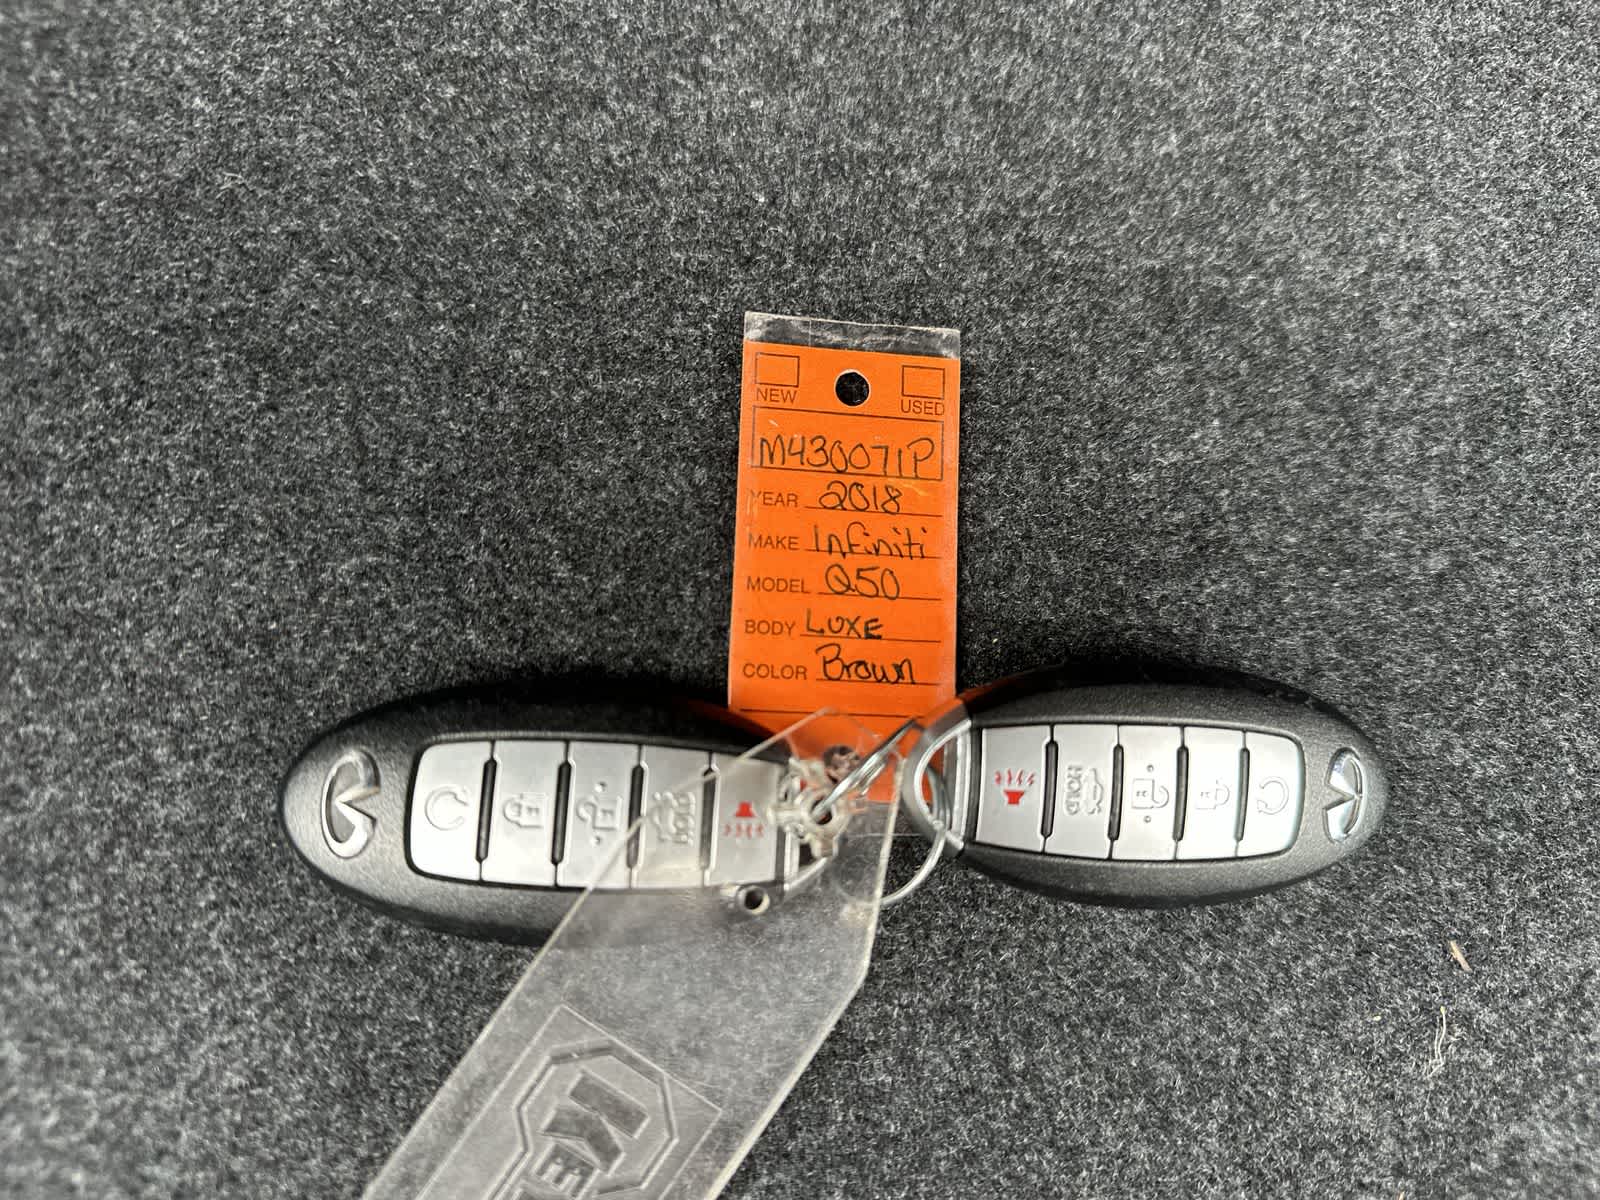 NEW USED
M430071P
YEAR 2018
MAKE Infiniti
MODEL Q50
BODY LUXE
COLOR Brown
HOLD
HOLD